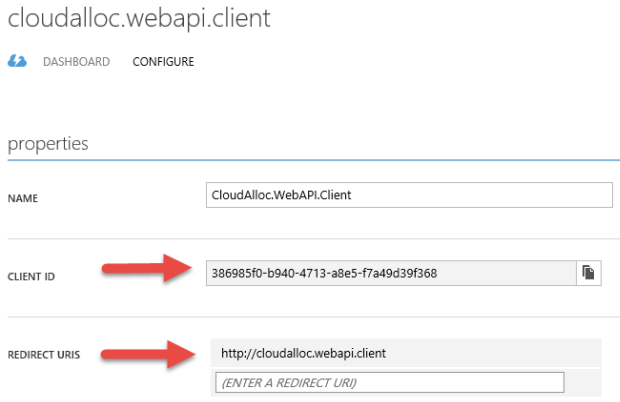 cloudalloc.webapi.client
DASHBOARD CONFIGURE
properties
NAME CloudAlloc.WebAPI.Client
CLIENT ID 386985f0-b940-4713-a8e5-f7a49d39f368
REDIRECT URIS http://cloudalloc.webapi.client
(ENTER A REDIRECT URI)